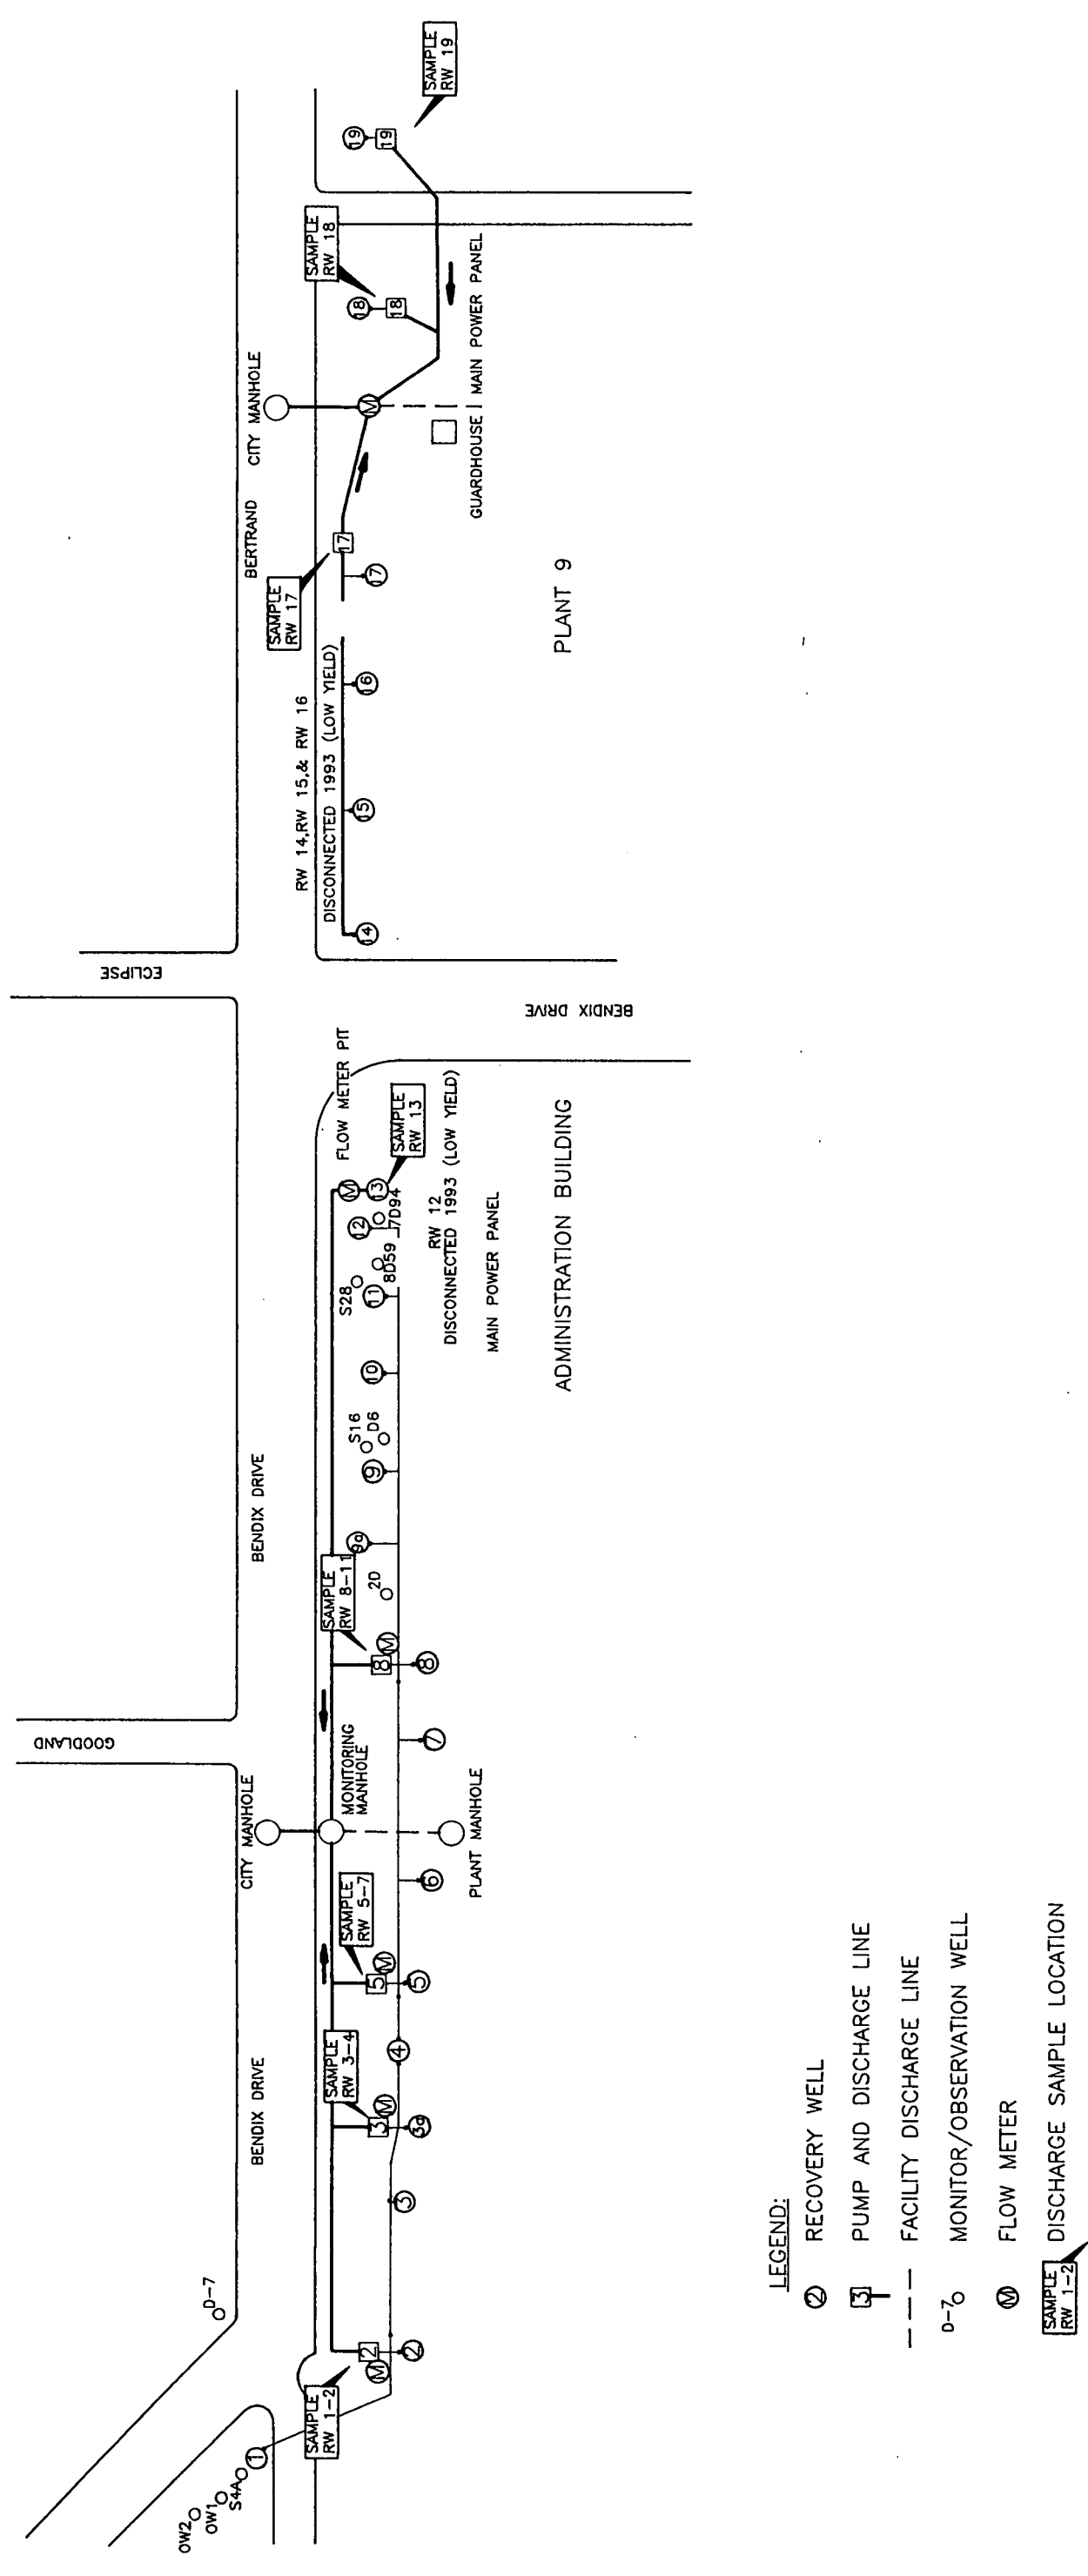 OW2
OW1
S4A
1
D-7
SAMPLE
RW 1-2
M
2
2
3
BENDIX DRIVE
SAMPLE
RW 3-4
3
M
3a
4
SAMPLE
RW 5-7
5
M
5
6
CITY MANHOLE
MONITORING
MANHOLE
PLANT MANHOLE
GOODLAND
7
SAMPLE
RW 8-11
8
M
8
2D
9a
BENDIX DRIVE
9
S16
D6
10
11
S28
8D59
12
7D94
M
13
FLOW METER PIT
SAMPLE
RW 13
RW 12
DISCONNECTED 1993 (LOW YIELD)
MAIN POWER PANEL
ADMINISTRATION BUILDING
ECLIPSE
BENDIX DRIVE
RW 14,RW 15,& RW 16
DISCONNECTED 1993 (LOW YIELD)
14
15
16
SAMPLE
RW 17
17
17
BERTRAND
CITY MANHOLE
M
GUARDHOUSE
MAIN POWER PANEL
PLANT 9
SAMPLE
RW 18
18
18
19
19
SAMPLE
RW 19
LEGEND:
2 RECOVERY WELL
3 PUMP AND DISCHARGE LINE
FACILITY DISCHARGE LINE
D-7 MONITOR/OBSERVATION WELL
M FLOW METER
SAMPLE
RW 1-2
DISCHARGE SAMPLE LOCATION